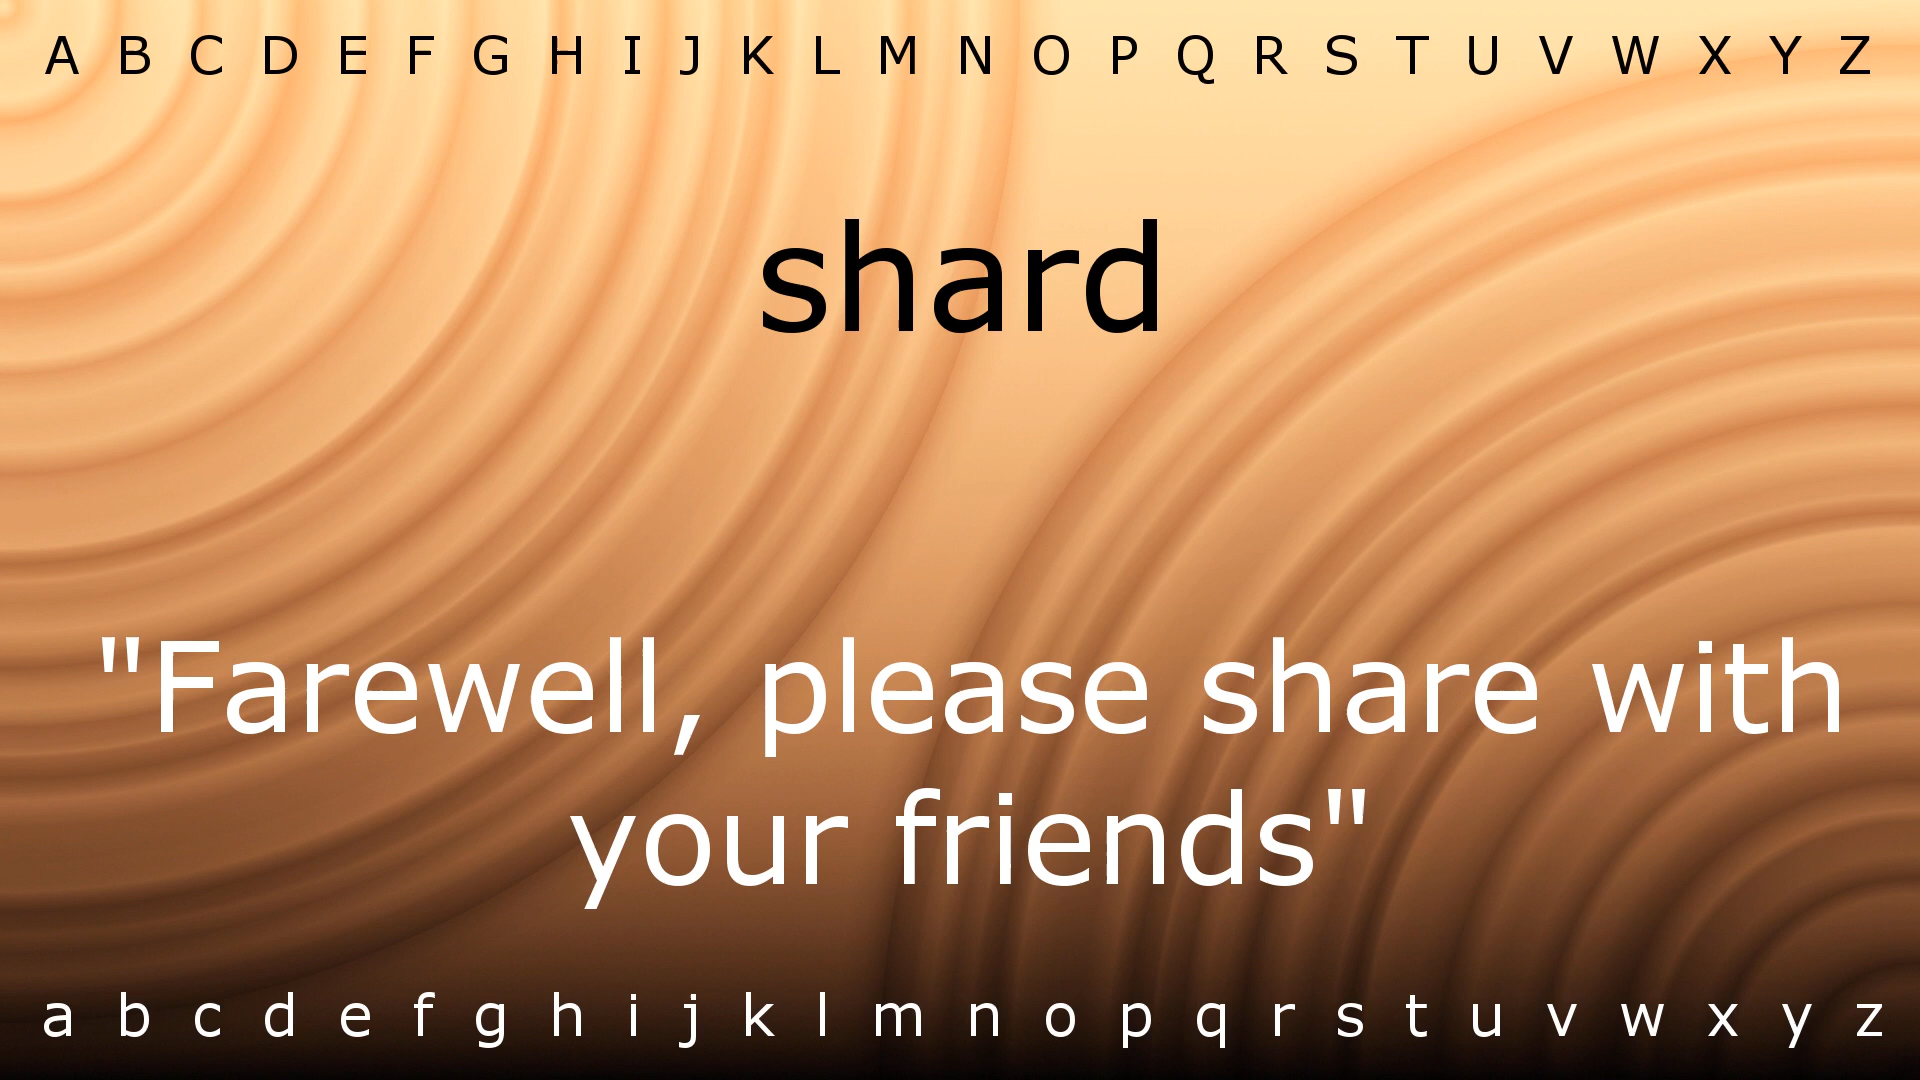 A B C D E F G H I J K L M N O P Q R S T U V W X Y Z
shard
"Farewell, please share with
your friends"
a b c d e f g h i j k l m n o p q r s t u v w x y z